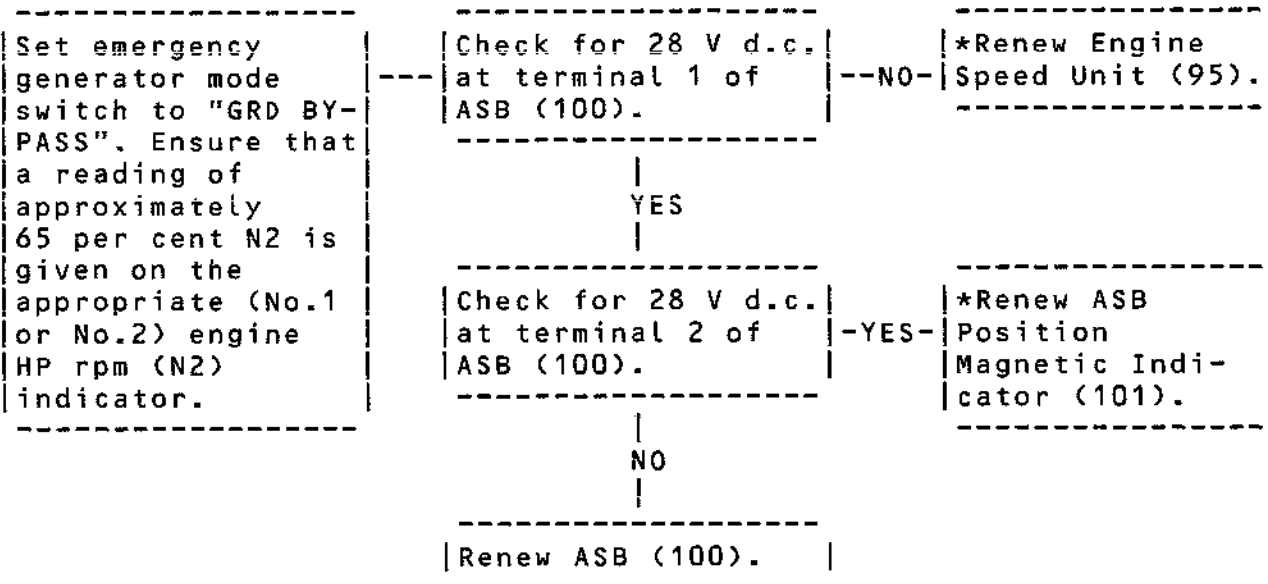 Set emergency
generator mode
switch to "GRD BY-
PASS". Ensure that
a reading of
approximately
65 per cent N2 is
given on the
appropriate (No.1
or No.2) engine
HP rpm (N2)
indicator.
Check for 28 V d.c.
at terminal 1 of
ASB (100).
NO
*Renew Engine
Speed Unit (95).
YES
Check for 28 V d.c.
at terminal 2 of
ASB (100).
YES
*Renew ASB
Position
Magnetic Indi-
cator (101).
NO
Renew ASB (100).